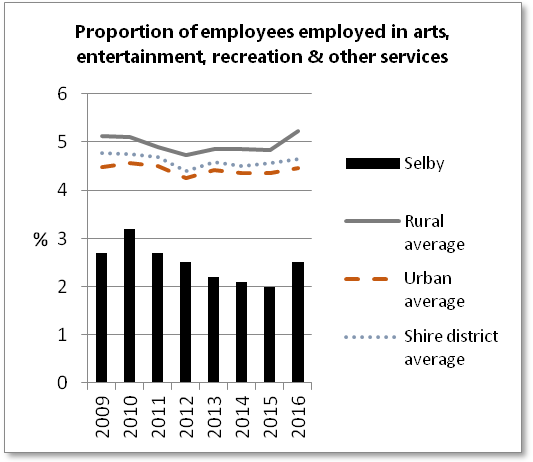 Proportion of employees employed in arts,
entertainment, recreation & other services
6
5
4
3
2
1
0
%
2009
2010
2011
2012
2013
2014
2015
2016
Selby
Rural
average
Urban
average
Shire district
average